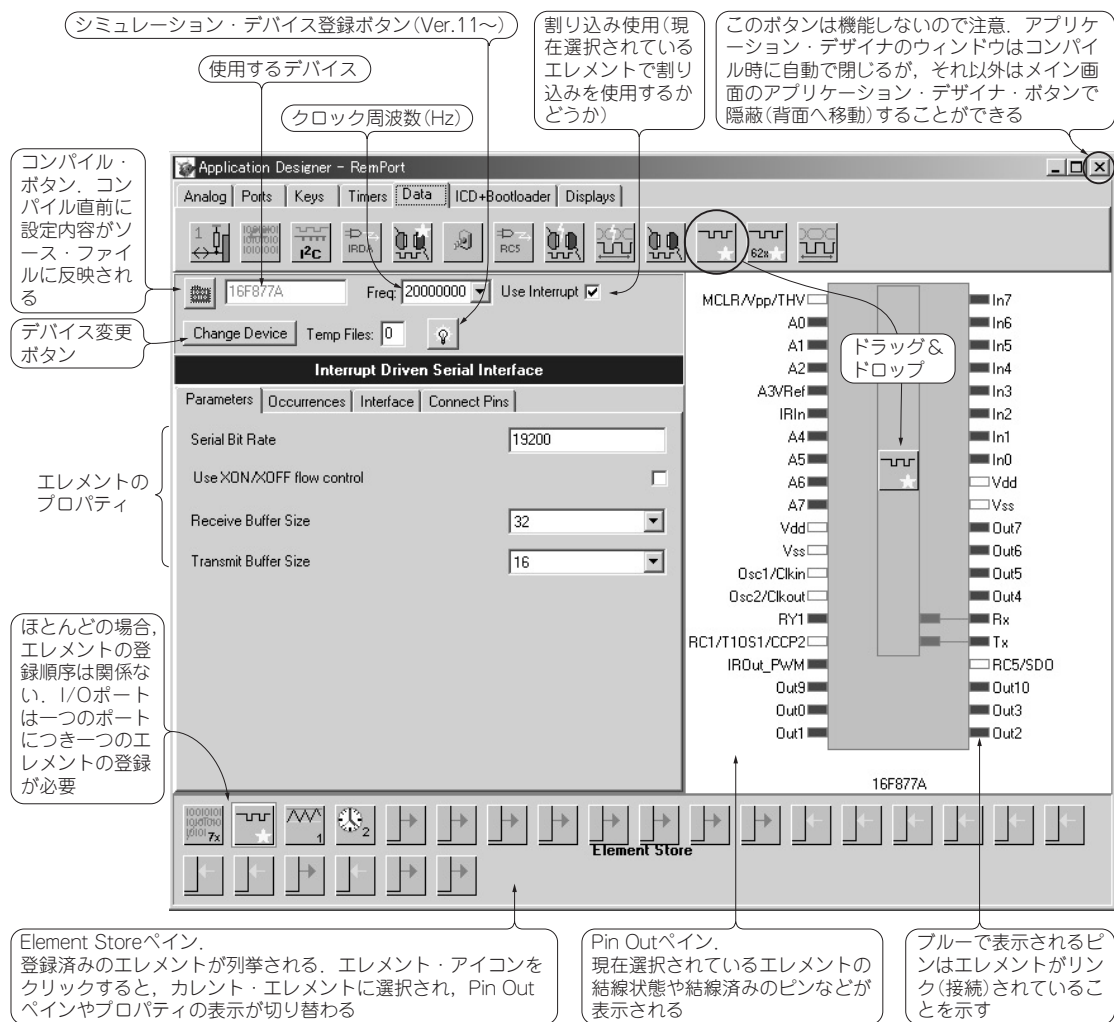 シミュレーション・デバイス登録ボタン(Ver.11～)
使用するデバイス
クロック周波数(Hz)
割り込み使用(現
在選択されている
エレメントで割り
込みを使用するか
どうか)
このボタンは機能しないので注意．アプリケ
ーション・デザイナのウィンドウはコンパイ
ル時に自動で閉じるが，それ以外はメイン画
面のアプリケーション・デザイナ・ボタンで
隠蔽(背面へ移動)することができる
コンパイル・
ボタン．コン
パイル直前に
設定内容がソ
ース・ファイ
ルに反映され
る
デバイス変更
ボタン
Application Designer - RemPort
Analog Ports Keys Timers Data ICD+Bootloader Displays
1 I²C IRDA RC5 62x
16F877A Freq: 20000000 Use Interrupt
Change Device Temp Files: 0
Interrupt Driven Serial Interface
Parameters Occurrences Interface Connect Pins
Serial Bit Rate 19200
Use XON/XOFF flow control
Receive Buffer Size 32
Transmit Buffer Size 16
エレメントの
プロパティ
ドラッグ＆
ドロップ
MCLR/Vpp/THV In7
A0 In6
A1 In5
A2 In4
A3VRef In3
IRIn In2
A4 In1
A5 In0
A6 Vdd
A7 Vss
Vdd Out7
Vss Out6
Osc1/Clkin Out5
Osc2/Clkout Out4
RY1 Rx
RC1/T1OS1/CCP2 Tx
IROut_PWM RC5/SDO
Out9 Out10
Out0 Out3
Out1 Out2
16F877A
ほとんどの場合，
エレメントの登
録順序は関係な
い．I/Oポート
は一つのポート
につき一つのエ
レメントの登録
が必要
7x 1 2
Element Store
Element Storeペイン．
登録済みのエレメントが列挙される．エレメント・アイコンを
クリックすると，カレント・エレメントに選択され，Pin Out
ペインやプロパティの表示が切り替わる
Pin Outペイン．
現在選択されているエレメントの
結線状態や結線済みのピンなどが
表示される
ブルーで表示されるピ
ンはエレメントがリン
ク(接続)されているこ
とを示す